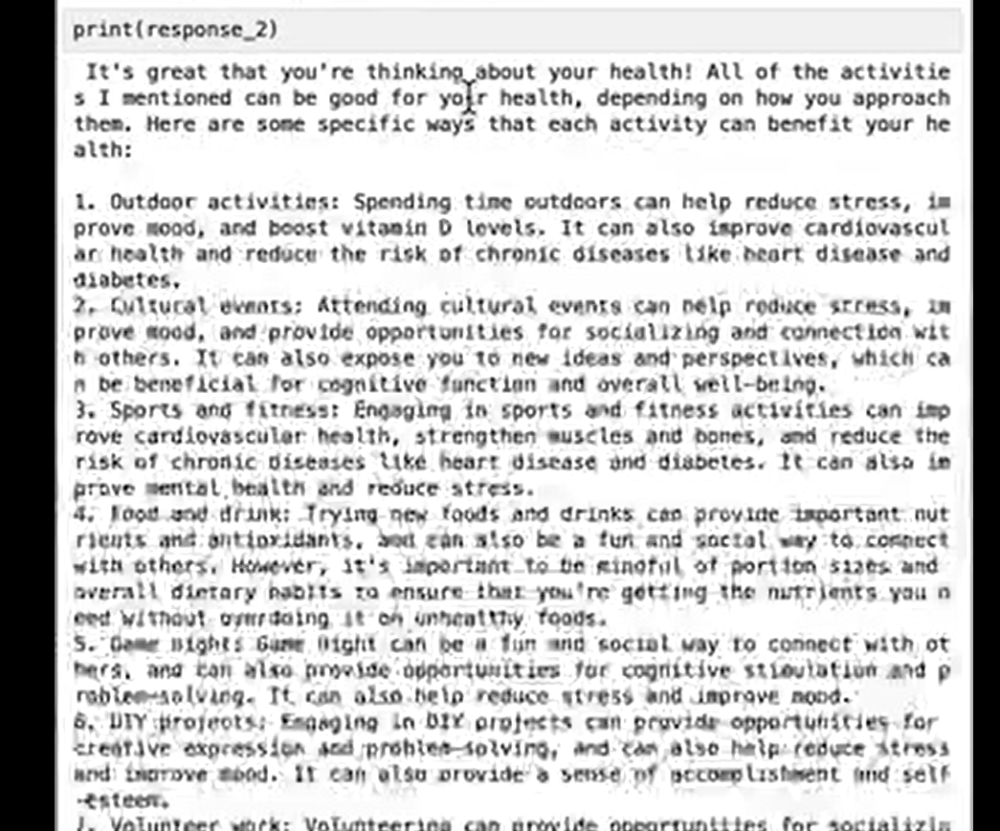 print(response_2)
It's great that you're thinking about your health! All of the activitie
s I mentioned can be good for your health, depending on how you approach
them. Here are some specific ways that each activity can benefit your he
alth:
1. Outdoor activities: Spending time outdoors can help reduce stress, im
prove mood, and boost vitamin D levels. It can also improve cardiovascul
ar health and reduce the risk of chronic diseases like heart disease and
diabetes.
2. Cultural events: Attending cultural events can help reduce stress, im
prove mood, and provide opportunities for socializing and connection wit
h others. It can also expose you to new ideas and perspectives, which ca
n be beneficial for cognitive function and overall well-being.
3. Sports and fitness: Engaging in sports and fitness activities can imp
rove cardiovascular health, strengthen muscles and bones, and reduce the
risk of chronic diseases like heart disease and diabetes. It can also im
prove mental health and reduce stress.
4. Food and drink: Trying new foods and drinks can provide important nut
rients and antioxidants, and can also be a fun and social way to connect
with others. However, it's important to be mindful of portion sizes and
overall dietary habits to ensure that you're getting the nutrients you n
eed without overdoing it on unhealthy foods.
5. Game Night: Game Night can be a fun and social way to connect with ot
hers, and can also provide opportunities for cognitive stimulation and p
roblem-solving. It can also help reduce stress and improve mood.
6. DIY projects: Engaging in DIY projects can provide opportunities for
creative expression and problem-solving, and can also help reduce stress
and improve mood. It can also provide a sense of accomplishment and self
-esteem.
7. Volunteer work: Volunteering can provide opportunities for socializin